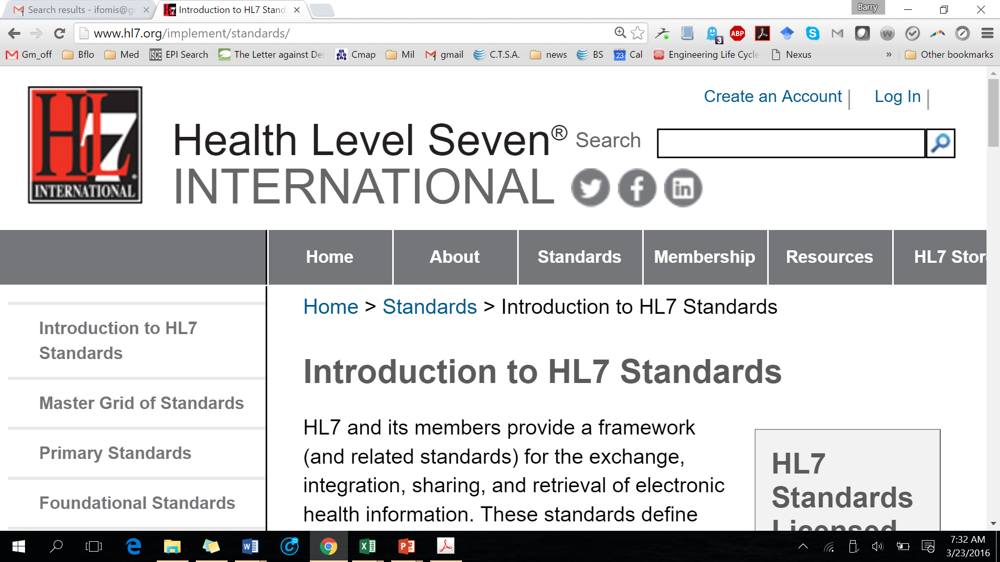 Search results - ifomis@g
Introduction to HL7 Stand
Barry
www.hl7.org/implement/standards/
3
ABP
Gm_off
Bflo
Med
ISCE
EPI Search
The Letter against De
Cmap
Mil
gmail
C.T.S.A.
news
BS
23
Cal
Engineering Life Cycle
Nexus
»
Other bookmarks
HL7
INTERNATIONAL
Create an Account |
Log In |
Health Level Seven®
INTERNATIONAL
Search
Home
About
Standards
Membership
Resources
HL7 Stor
Introduction to HL7
Standards
Master Grid of Standards
Primary Standards
Foundational Standards
Home > Standards > Introduction to HL7 Standards
Introduction to HL7 Standards
HL7 and its members provide a framework
(and related standards) for the exchange,
integration, sharing, and retrieval of electronic
health information. These standards define
HL7
Standards
Licensed
7:32 AM
3/23/2016